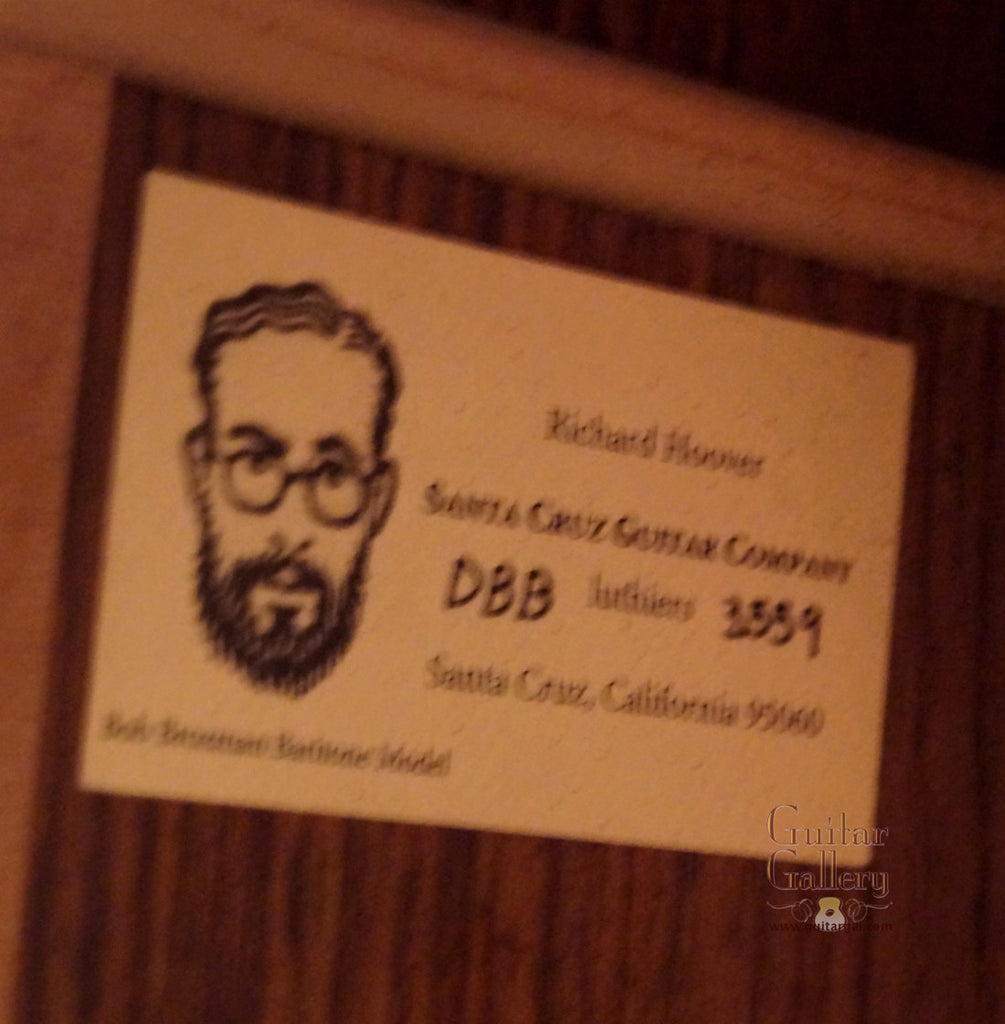 Richard Hoover
SANTA CRUZ GUITAR COMPANY
DBB luthiers 3559
Santa Cruz, California 95060
Bob Brozman Baritone Model
Guitar
Gallery